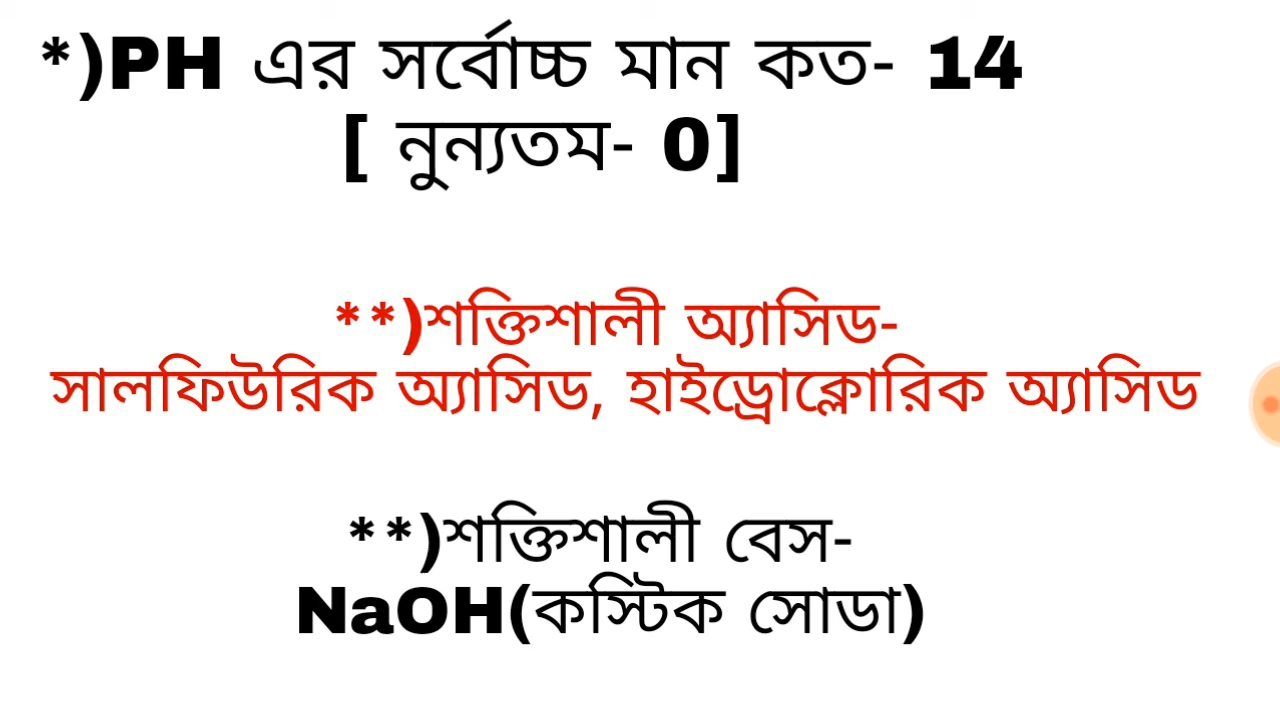 *)PH এর সর্বোচ্চ মান কত- 14
[ নুন্যতম- 0]
**)শক্তিশালী অ্যাসিড-
সালফিউরিক অ্যাসিড, হাইড্রোক্লোরিক অ্যাসিড
**)শক্তিশালী বেস-
NaOH(কস্টিক সোডা)